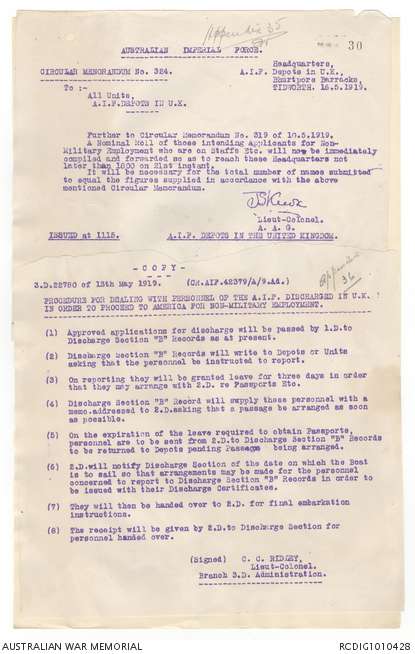 Appendix 35
AUSTRALIAN IMPERIAL FORCE.
30
Headquarters,
CIRCULAR MEMORANDUM No. 324. A.I.F. Depots in U.K.,
Bhurtpore Barracks,
To :- TIDWORTH. 16.5.1919.
All Units,
A.I.F.DEPOTS IN U.K.
Further to Circular Memorandum No. 319 of 10.5.1919.
A Nominal Roll of those intending applicants for Non-
Military Employment who are on Staffs Etc. will now be immediately
compiled and forwarded so as to reach these Headquarters not
later than 1800 on 21st instant.
It will be necessary for the total number of names submitted
to equal the figures supplied in accordance with the above
mentioned Circular Memorandum.
Lieut-Colonel.
A. A. G.
ISSUED at 1115. A.I.F. DEPOTS IN THE UNITED KINGDOM.
- COPY -
Appendix
36
3.D.22780 of 13th May 1919. (CR.AIF.42379/A/9.Ad.)
PROCEDURE FOR DEALING WITH PERSONNEL OF THE A.I.F. DISCHARGED IN U.K.
IN ORDER TO PROCEED TO AMERICA FOR NON-MILITARY EMPLOYMENT.
(1) Approved applications for discharge will be passed by 1.D.to
Discharge Section "B" Records as at present.
(2) Discharge Section "B" Records will write to Depots or Units
asking that the personnel be instructed to report.
(3) On reporting they will be granted leave for three days in order
that they may arrange with 2.D. re Passports Etc.
(4) Discharge Section "B" Record will supply these personnel with a
memo.addressed to 2.D.asking that a passage be arranged as soon
as possible.
(5) On the expiration of the leave required to obtain Passports,
personnel are to be sent from 2.D.to Discharge Section "B" Records
to be returned to Depots pending Passage being arranged.
(6) 2.D.will notify Discharge Section of the date on which the Boat
is to sail so that arrangements may be made for the personnel
concerned to report to Discharge Section "B" Records in order to
be issued with their Discharge Certificates.
(7) They will then be handed over to 2.D. for final embarkation
instructions.
(8) The receipt will be given by 2.D.to Discharge Section for
personnel handed over.
(Signed) C. C. RIDLEY,
Lieut-Colonel.
Branch 3.D. Administration.
AUSTRALIAN WAR MEMORIAL RCDIG1010428